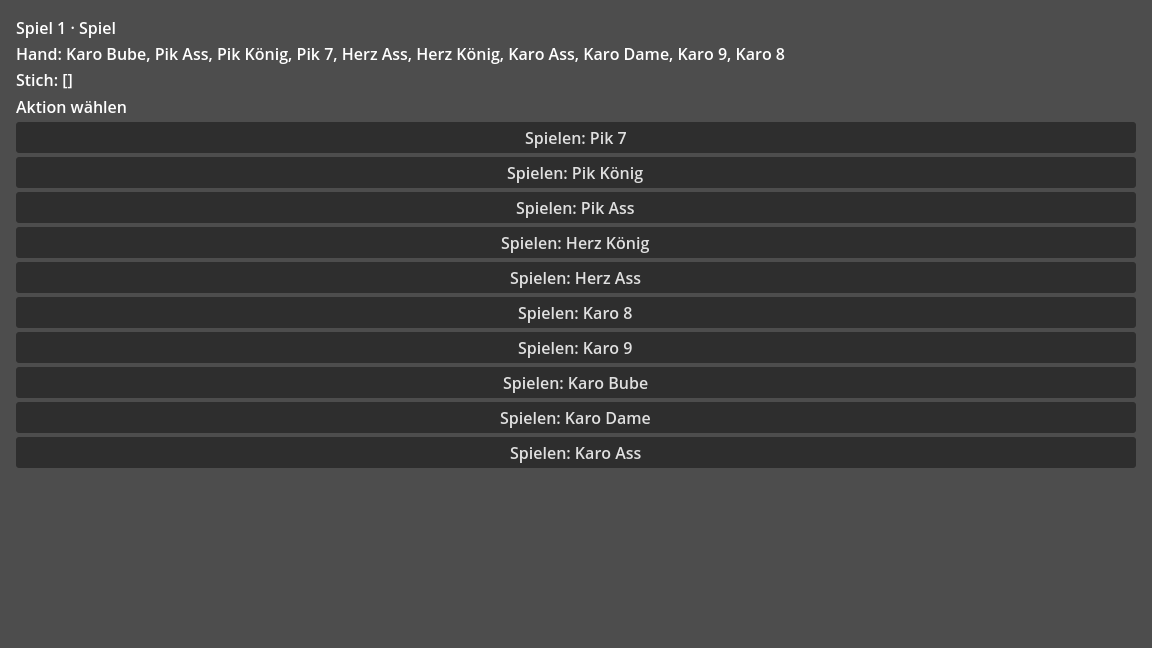 Spiel 1 · Spiel
Hand: Karo Bube, Pik Ass, Pik König, Pik 7, Herz Ass, Herz König, Karo Ass, Karo Dame, Karo 9, Karo 8
Stich: []
Aktion wählen
Spielen: Pik 7
Spielen: Pik König
Spielen: Pik Ass
Spielen: Herz König
Spielen: Herz Ass
Spielen: Karo 8
Spielen: Karo 9
Spielen: Karo Bube
Spielen: Karo Dame
Spielen: Karo Ass